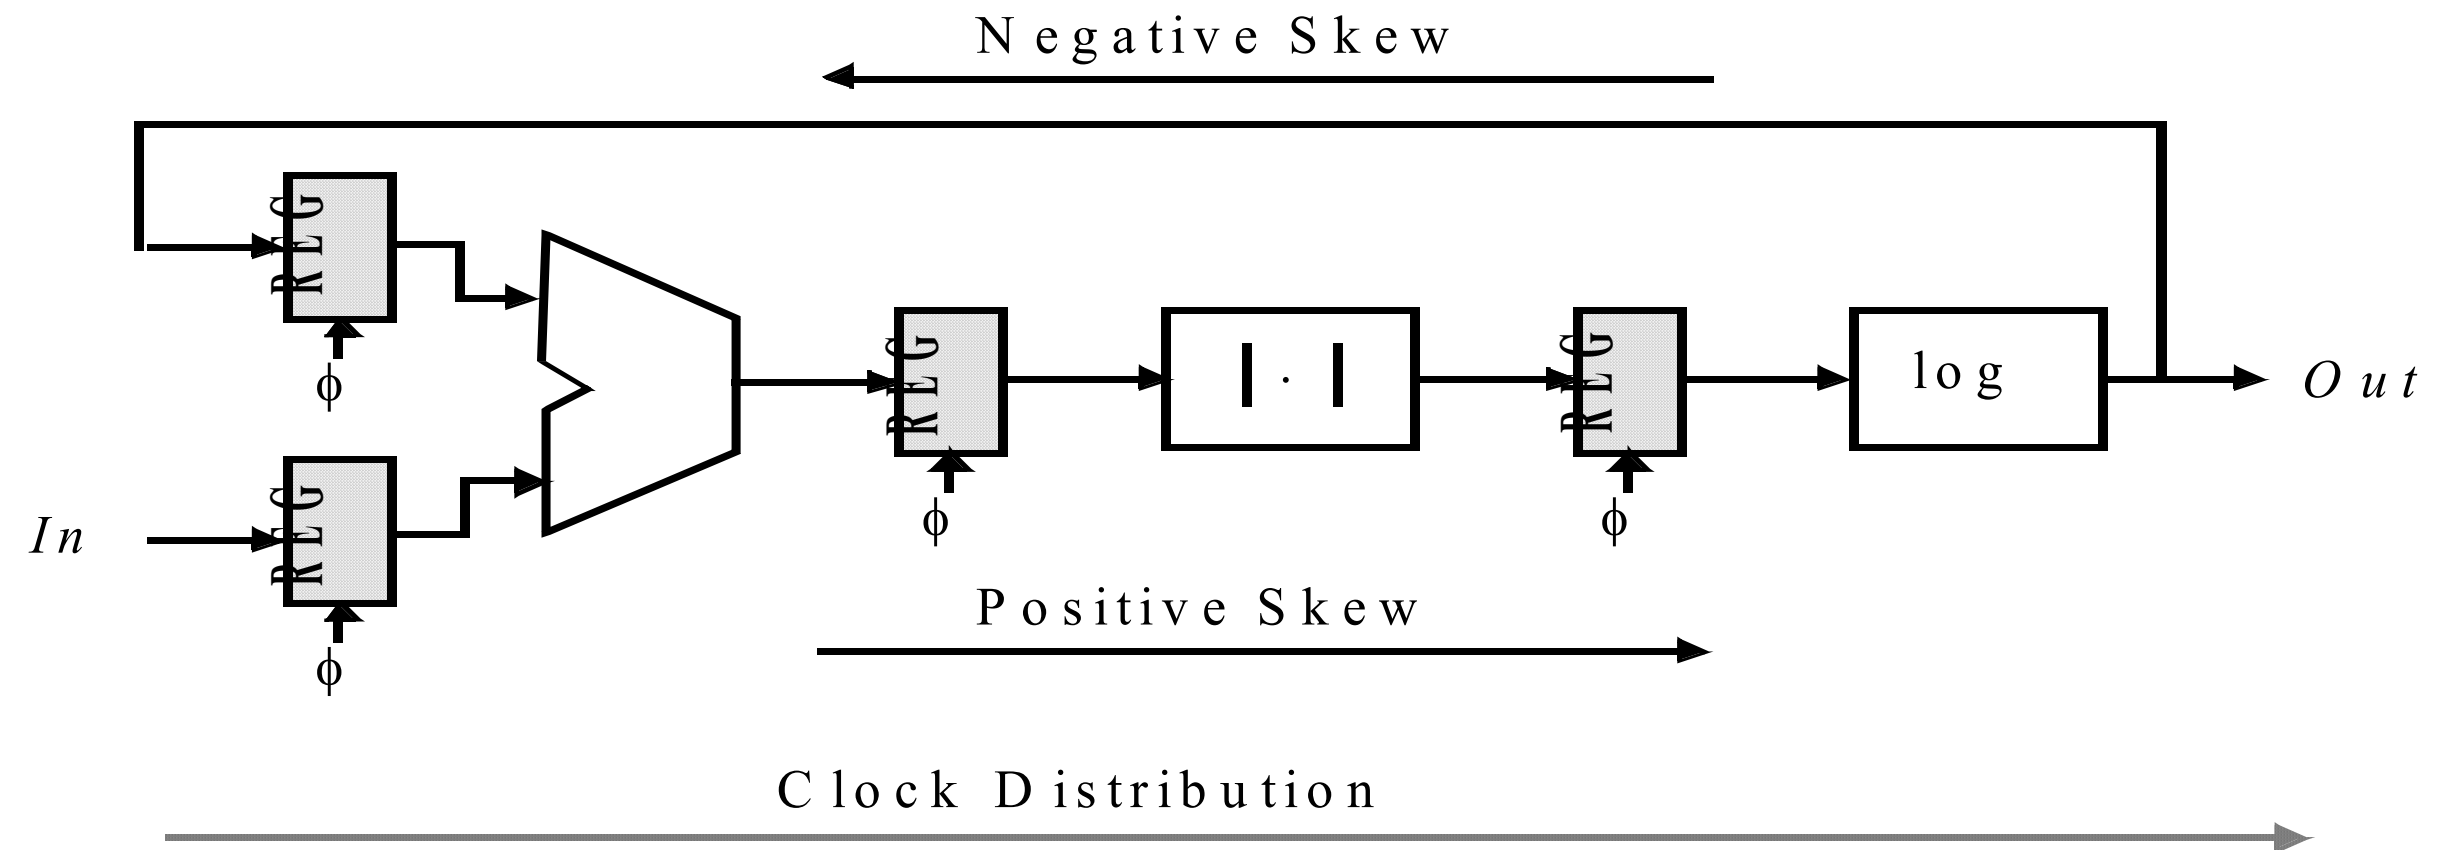 Negative Skew
REG
ϕ
REG
ϕ
In
REG
ϕ
| · |
REG
ϕ
log
Out
Positive Skew
Clock Distribution